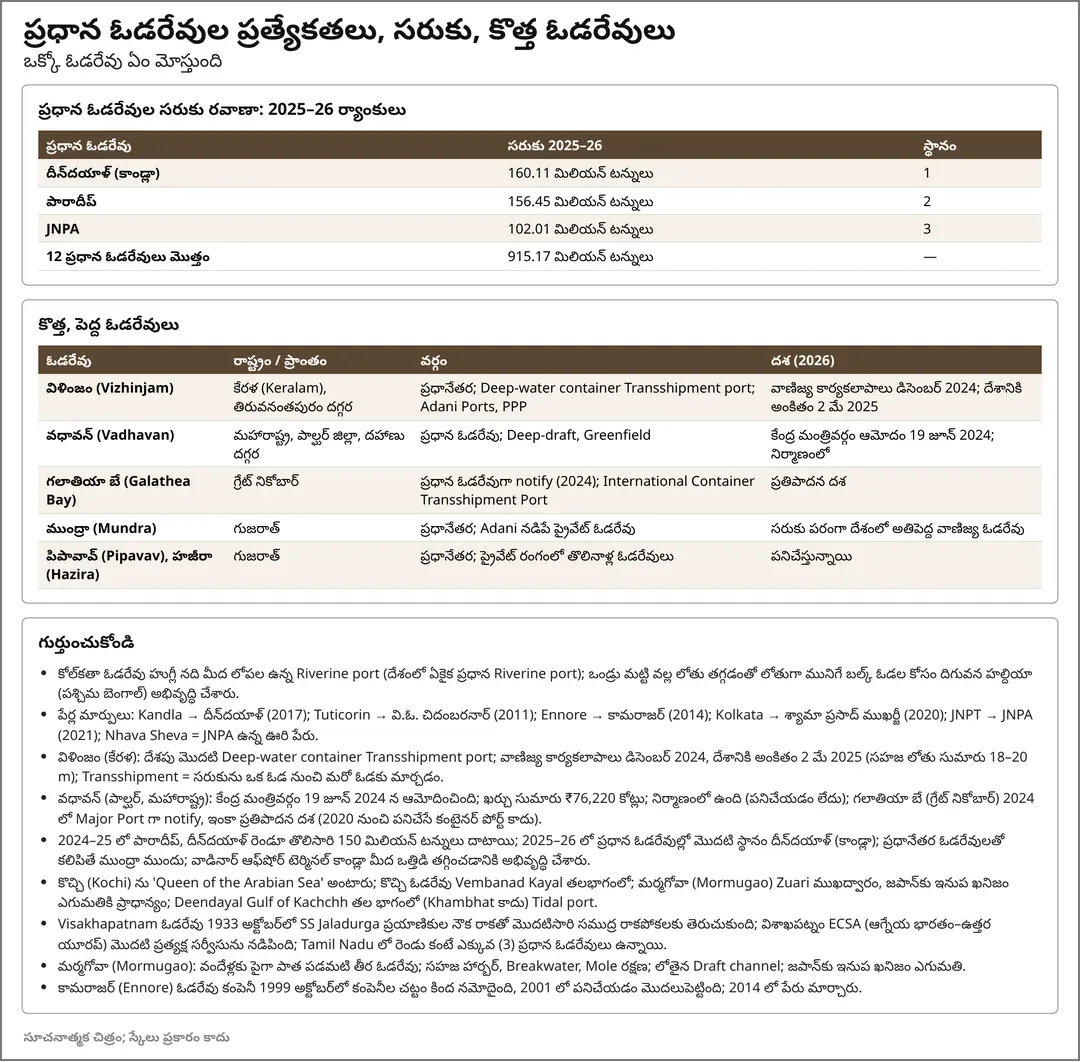 ప్రధాన ఓడరేవుల ప్రత్యేకతలు, సరుకు, కొత్త ఓడరేవులు
ఒక్కో ఓడరేవు ఏం మోస్తుంది
ప్రధాన ఓడరేవుల సరుకు రవాణా: 2025–26 ర్యాంకులు
ప్రధాన ఓడరేవు సరుకు 2025–26 స్థానం
దీన్‌దయాళ్ (కాండ్లా) 160.11 మిలియన్ టన్నులు 1
పారాదీప్ 156.45 మిలియన్ టన్నులు 2
JNPA 102.01 మిలియన్ టన్నులు 3
12 ప్రధాన ఓడరేవులు మొత్తం 915.17 మిలియన్ టన్నులు —
కొత్త, పెద్ద ఓడరేవులు
ఓడరేవు రాష్ట్రం / ప్రాంతం వర్గం దశ (2026)
విళింజం (Vizhinjam) కేరళ (Keralam), ప్రధానేతర; Deep-water container Transshipment port; వాణిజ్య కార్యకలాపాలు డిసెంబర్ 2024; దేశానికి
తిరువనంతపురం దగ్గర Adani Ports, PPP అంకితం 2 మే 2025
వధావన్ (Vadhavan) మహారాష్ట్ర, పాల్ఘర్ జిల్లా, దహాణు ప్రధాన ఓడరేవు; Deep-draft, Greenfield కేంద్ర మంత్రివర్గం ఆమోదం 19 జూన్ 2024;
దగ్గర నిర్మాణంలో
గలాతియా బే (Galathea గ్రేట్ నికోబార్ ప్రధాన ఓడరేవుగా notify (2024); International Container ప్రతిపాదన దశ
Bay) Transshipment Port
ముంద్రా (Mundra) గుజరాత్ ప్రధానేతర; Adani నడిపే ప్రైవేట్ ఓడరేవు సరుకు పరంగా దేశంలో అతిపెద్ద వాణిజ్య ఓడరేవు
పిపావావ్ (Pipavav), హజీరా గుజరాత్ ప్రధానేతర; ప్రైవేట్ రంగంలో తొలినాళ్ల ఓడరేవులు పనిచేస్తున్నాయి
(Hazira)
గుర్తుంచుకోండి
• కోల్‌కతా ఓడరేవు హుగ్లీ నది మీద లోపల ఉన్న Riverine port (దేశంలో ఏకైక ప్రధాన Riverine port); ఒండ్రు మట్టి వల్ల లోతు తగ్గడంతో లోతుగా మునిగే బల్క్ ఓడల కోసం దిగువన హల్దియా
(పశ్చిమ బెంగాల్) అభివృద్ధి చేశారు.
• పేర్ల మార్పులు: Kandla → దీన్‌దయాళ్ (2017); Tuticorin → వి.ఓ. చిదంబరనార్ (2011); Ennore → కామరాజర్ (2014); Kolkata → శ్యామా ప్రసాద్ ముఖర్జీ (2020); JNPT → JNPA
(2021); Nhava Sheva = JNPA ఉన్న ఊరి పేరు.
• విళింజం (కేరళ): దేశపు మొదటి Deep-water container Transshipment port; వాణిజ్య కార్యకలాపాలు డిసెంబర్ 2024, దేశానికి అంకితం 2 మే 2025 (సహజ లోతు సుమారు 18–20
m); Transshipment = సరుకును ఒక ఓడ నుంచి మరో ఓడకు మార్చడం.
• వధావన్ (పాల్ఘర్, మహారాష్ట్ర): కేంద్ర మంత్రివర్గం 19 జూన్ 2024 న ఆమోదించింది; ఖర్చు సుమారు ₹76,220 కోట్లు; నిర్మాణంలో ఉంది (పనిచేయడం లేదు); గలాతియా బే (గ్రేట్ నికోబార్) 2024
లో Major Port గా notify, ఇంకా ప్రతిపాదన దశ (2020 నుంచి పనిచేసే కంటైనర్ పోర్ట్ కాదు).
• 2024–25 లో పారాదీప్, దీన్‌దయాళ్ రెండూ తొలిసారి 150 మిలియన్ టన్నులు దాటాయి; 2025–26 లో ప్రధాన ఓడరేవుల్లో మొదటి స్థానం దీన్‌దయాళ్ (కాండ్లా); ప్రధానేతర ఓడరేవులతో
కలిపితే ముంద్రా ముందు; వాడినార్ ఆఫ్‌షోర్ టెర్మినల్ కాండ్లా మీద ఒత్తిడి తగ్గించడానికి అభివృద్ధి చేశారు.
• కొచ్చి (Kochi) ను 'Queen of the Arabian Sea' అంటారు; కొచ్చి ఓడరేవు Vembanad Kayal తలభాగంలో; మర్మగోవా (Mormugao) Zuari ముఖద్వారం, జపాన్‌కు ఇనుప ఖనిజం
ఎగుమతికి ప్రాధాన్యం; Deendayal Gulf of Kachchh తల భాగంలో (Khambhat కాదు) Tidal port.
• Visakhapatnam ఓడరేవు 1933 అక్టోబర్‌లో SS Jaladurga ప్రయాణికుల నౌక రాకతో మొదటిసారి సముద్ర రాకపోకలకు తెరుచుకుంది; విశాఖపట్నం ECSA (ఆగ్నేయ భారతం–ఉత్తర
యూరప్) మొదటి ప్రత్యక్ష సర్వీసును నడిపింది; Tamil Nadu లో రెండు కంటే ఎక్కువ (3) ప్రధాన ఓడరేవులు ఉన్నాయి.
• మర్మగోవా (Mormugao): వందేళ్లకు పైగా పాత పడమటి తీర ఓడరేవు; సహజ హార్బర్, Breakwater, Mole రక్షణ; లోతైన Draft channel; జపాన్‌కు ఇనుప ఖనిజం ఎగుమతి.
• కామరాజర్ (Ennore) ఓడరేవు కంపెనీ 1999 అక్టోబర్‌లో కంపెనీల చట్టం కింద నమోదైంది, 2001 లో పనిచేయడం మొదలుపెట్టింది; 2014 లో పేరు మార్చారు.
సూచనాత్మక చిత్రం; స్కేలు ప్రకారం కాదు